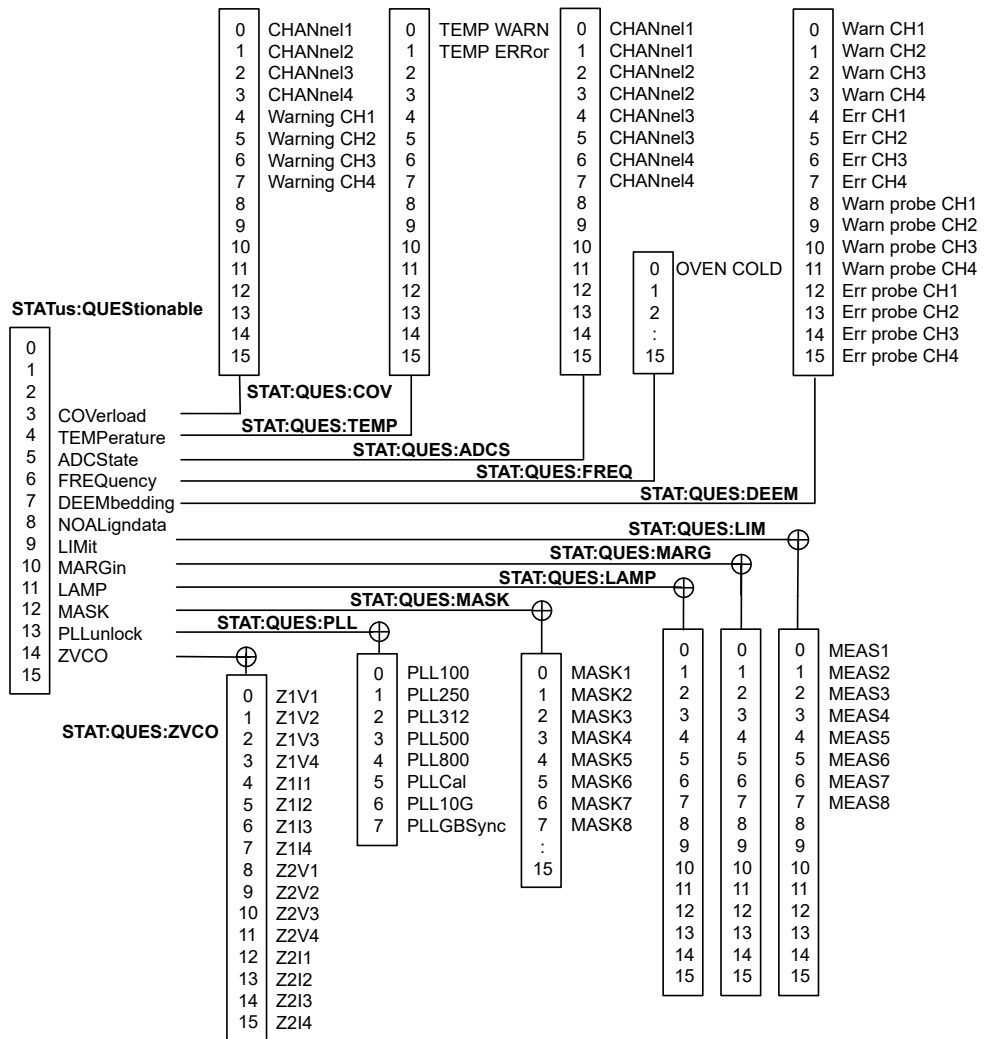 0 CHANnel1
1 CHANnel2
2 CHANnel3
3 CHANnel4
4 Warning CH1
5 Warning CH2
6 Warning CH3
7 Warning CH4
8
9
10
11
12
13
14
15
0 TEMP WARN
1 TEMP ERRor
2
3
4
5
6
7
8
9
10
11
12
13
14
15
0 CHANnel1
1 CHANnel1
2 CHANnel2
3 CHANnel2
4 CHANnel3
5 CHANnel3
6 CHANnel4
7 CHANnel4
8
9
10
11
12
13
14
15
0 OVEN COLD
1
2
:
15
0 Warn CH1
1 Warn CH2
2 Warn CH3
3 Warn CH4
4 Err CH1
5 Err CH2
6 Err CH3
7 Err CH4
8 Warn probe CH1
9 Warn probe CH2
10 Warn probe CH3
11 Warn probe CH4
12 Err probe CH1
13 Err probe CH2
14 Err probe CH3
15 Err probe CH4
STATus:QUEStionable
0
1
2
3 COVerload
4 TEMPerature
5 ADCState
6 FREQuency
7 DEEMbedding
8 NOALigndata
9 LIMit
10 MARGin
11 LAMP
12 MASK
13 PLLunlock
14 ZVCO
15
STAT:QUES:COV
STAT:QUES:TEMP
STAT:QUES:ADCS
STAT:QUES:FREQ
STAT:QUES:DEEM
STAT:QUES:LIM
STAT:QUES:MARG
STAT:QUES:LAMP
STAT:QUES:MASK
STAT:QUES:PLL
STAT:QUES:ZVCO
0 Z1V1
1 Z1V2
2 Z1V3
3 Z1V4
4 Z1I1
5 Z1I2
6 Z1I3
7 Z1I4
8 Z2V1
9 Z2V2
10 Z2V3
11 Z2V4
12 Z2I1
13 Z2I2
14 Z2I3
15 Z2I4
0 PLL100
1 PLL250
2 PLL312
3 PLL500
4 PLL800
5 PLLCal
6 PLL10G
7 PLLGBSync
0 MASK1
1 MASK2
2 MASK3
3 MASK4
4 MASK5
5 MASK6
6 MASK7
7 MASK8
:
15
0
1
2
3
4
5
6
7
8
9
10
11
12
13
14
15
0
1
2
3
4
5
6
7
8
9
10
11
12
13
14
15
0 MEAS1
1 MEAS2
2 MEAS3
3 MEAS4
4 MEAS5
5 MEAS6
6 MEAS7
7 MEAS8
8
9
10
11
12
13
14
15